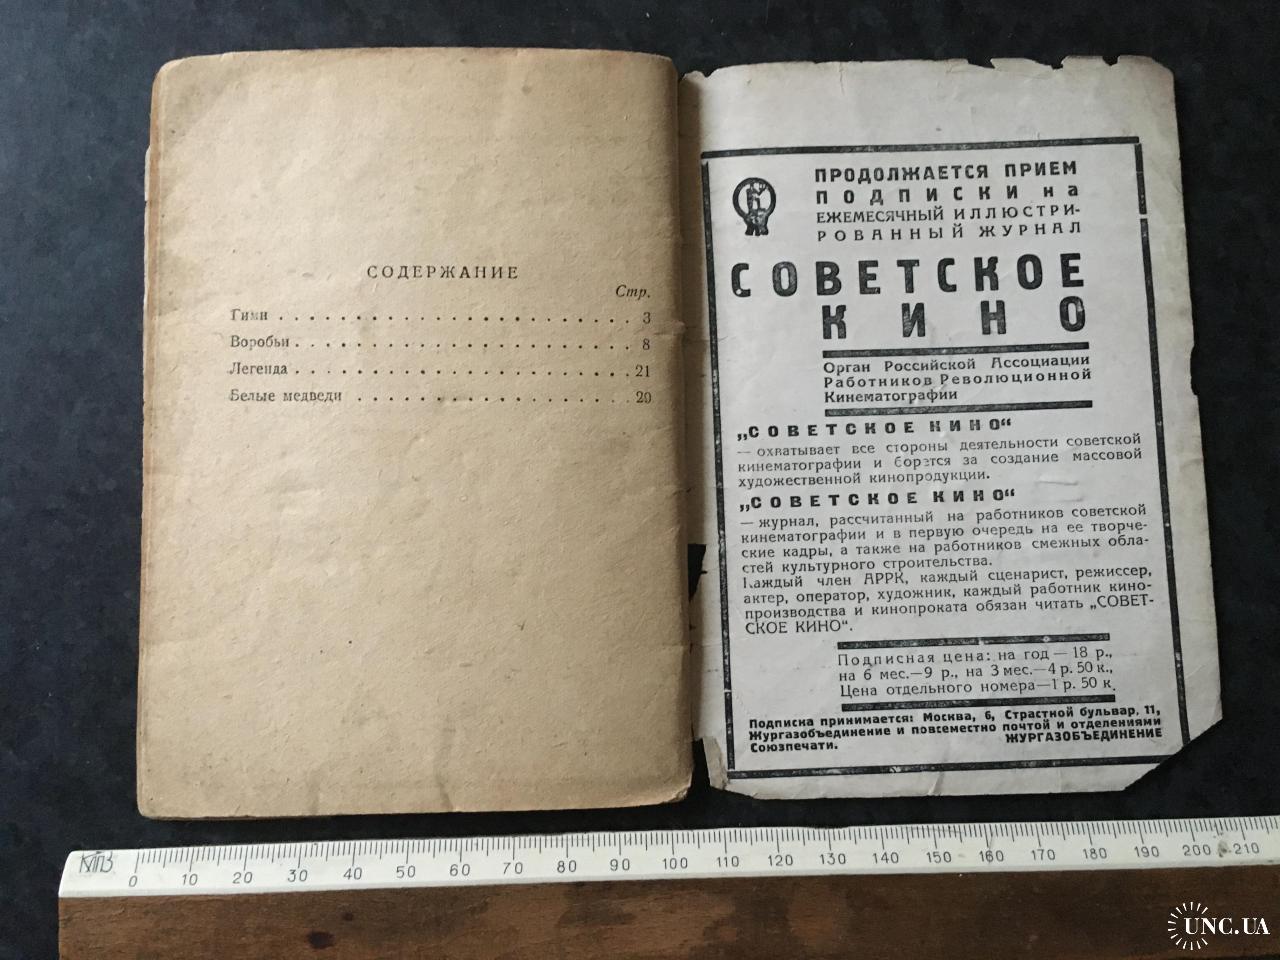 СОДЕРЖАНИЕ
Стр.
Гимн . . . . . . . . . . . . . . . . . . . . . . . . . . . 3
Воробьи . . . . . . . . . . . . . . . . . . . . . . . . . 8
Легенда . . . . . . . . . . . . . . . . . . . . . . . . . 21
Белые медведи . . . . . . . . . . . . . . . . . . . . 29
ПРОДОЛЖАЕТСЯ ПРИЕМ
ПОДПИСКИ на
ЕЖЕМЕСЯЧНЫЙ ИЛЛЮСТРИ-
РОВАННЫЙ ЖУРНАЛ
СОВЕТСКОЕ
КИНО
Орган Российской Ассоциации
Работников Революционной
Кинематографии
„СОВЕТСКОЕ КИНО“
— охватывает все стороны деятельности советской
кинематографии и борется за создание массовой
художественной кинопродукции.
„СОВЕТСКОЕ КИНО“
— журнал, рассчитанный на работников советской
кинематографии и в первую очередь на ее творче-
ские кадры, а также на работников смежных обла-
стей культурного строительства.
Каждый член АРРК, каждый сценарист, режиссер,
актер, оператор, художник, каждый работник кино-
производства и кинопроката обязан читать „СОВЕТ-
СКОЕ КИНО“.
Подписная цена: на год — 18 р.,
на 6 мес.—9 р., на 3 мес.—4 р. 50 к.,
Цена отдельного номера—1 р. 50 к.
Подписка принимается: Москва, 6, Страстной бульвар, 11,
Жургазобъединение и повсеместно почтой и отделениями
Союзпечати. ЖУРГАЗОБЪЕДИНЕНИЕ
0 10 20 30 40 50 60 70 80 90 100 110 120 130 140 150 160 170 180 190 200 210
UNC.UA